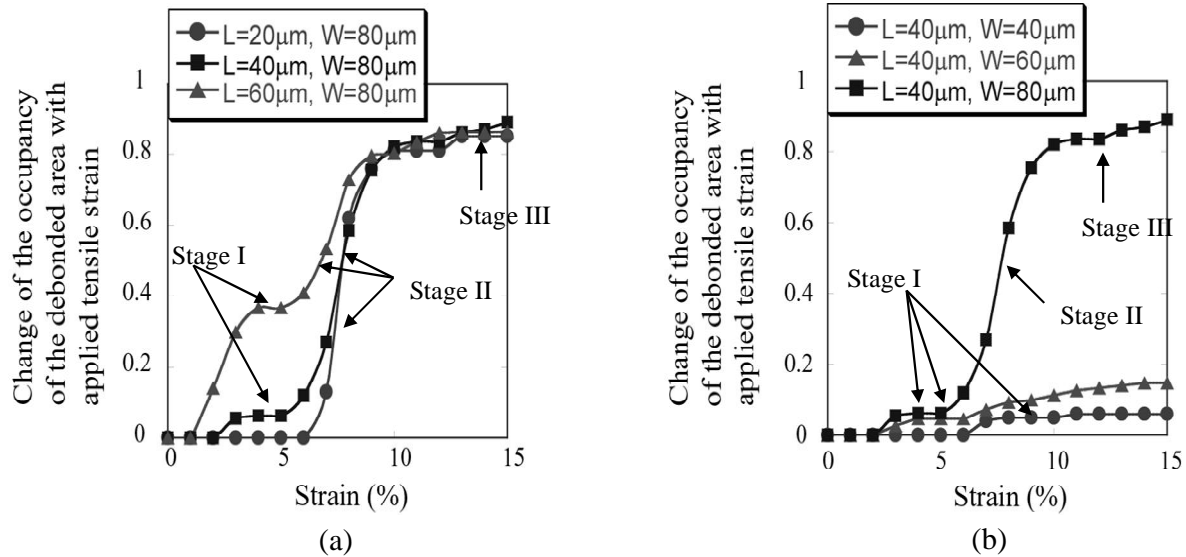 L=20μm, W=80μm
L=40μm, W=80μm
L=60μm, W=80μm
Change of the occupancy
of the debonded area with
applied tensile strain
1
0.8
0.6
0.4
0.2
0
Stage I
Stage II
Stage III
0
5
10
15
Strain (%)
(a)
L=40μm, W=40μm
L=40μm, W=60μm
L=40μm, W=80μm
Change of the occupancy
of the debonded area with
applied tensile strain
1
0.8
0.6
0.4
0.2
0
Stage III
Stage I
Stage II
0
5
10
15
Strain (%)
(b)